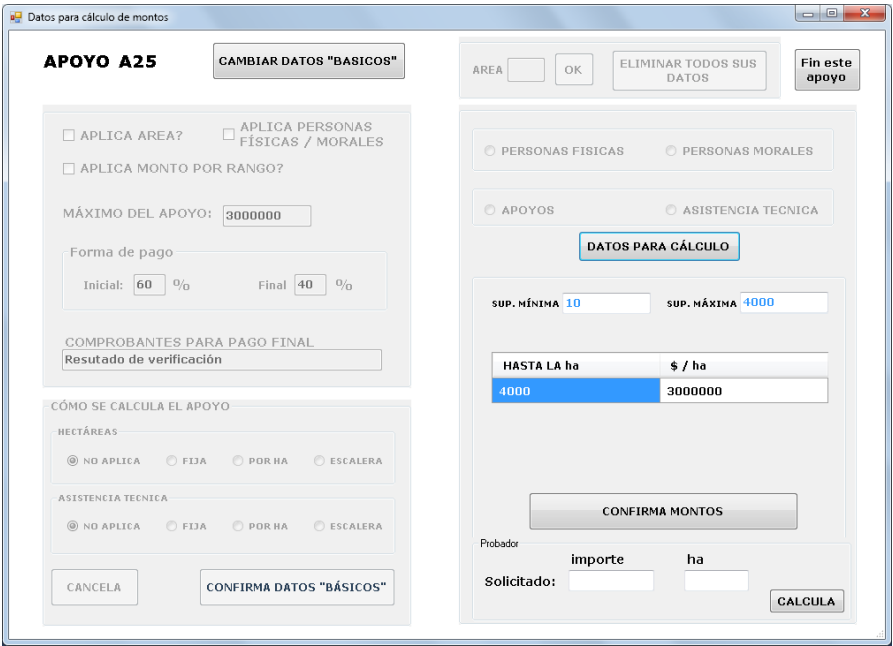 Datos para cálculo de montos
APOYO A25
CAMBIAR DATOS "BASICOS"
AREA
OK
ELIMINAR TODOS SUS
DATOS
Fin este
apoyo
APLICA AREA?
APLICA PERSONAS
FÍSICAS / MORALES
APLICA MONTO POR RANGO?
MÁXIMO DEL APOYO: 3000000
Forma de pago
Inicial: 60 % Final 40 %
COMPROBANTES PARA PAGO FINAL
Resutado de verificación
CÓMO SE CALCULA EL APOYO
HECTÁREAS
NO APLICA FIJA POR HA ESCALERA
ASISTENCIA TECNICA
NO APLICA FIJA POR HA ESCALERA
CANCELA
CONFIRMA DATOS "BÁSICOS"
PERSONAS FISICAS PERSONAS MORALES
APOYOS ASISTENCIA TECNICA
DATOS PARA CÁLCULO
SUP. MÍNIMA 10 SUP. MÁXIMA 4000
HASTA LA ha $ / ha
4000 3000000
CONFIRMA MONTOS
Probador
importe ha
Solicitado:
CALCULA